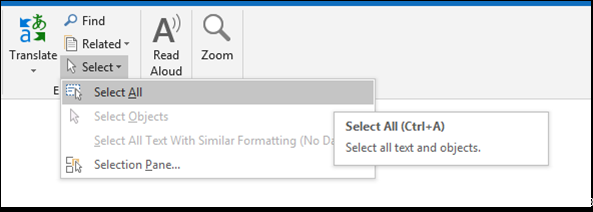 Find
Related
Translate
Select
Read
Aloud
Zoom
E
Select All
Select Objects
Select All Text With Similar Formatting (No Da
Selection Pane...
Select All (Ctrl+A)
Select all text and objects.